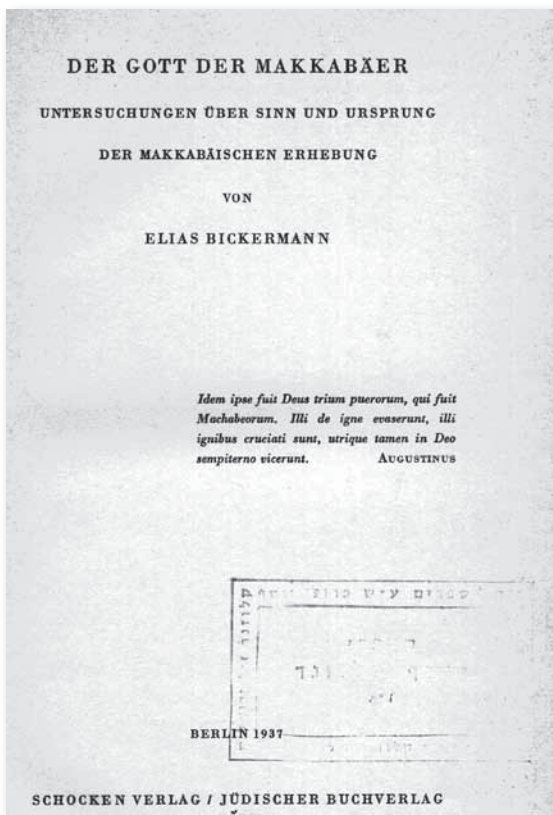 DER GOTT DER MAKKABÄER
UNTERSUCHUNGEN ÜBER SINN UND URSPRUNG
DER MAKKABÄISCHEN ERHEBUNG
VON
ELIAS BICKERMANN
Idem ipse fuit Deus trium puerorum, qui fuit
Machabeorum. Illi de igne evaserunt, illi
ignibus cruciati sunt, utrique tamen in Deo
sempiterno vicerunt. AUGUSTINUS
BERLIN 1937
SCHOCKEN VERLAG / JÜDISCHER BUCHVERLAG